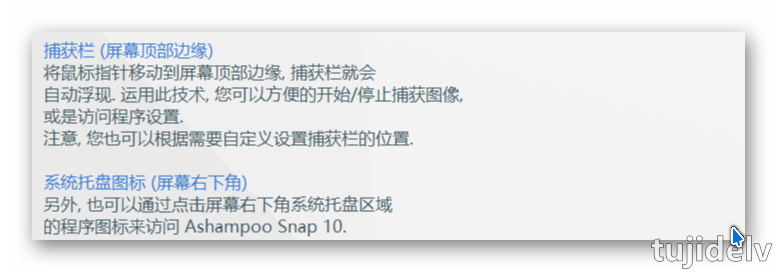 捕获栏 (屏幕顶部边缘)
将鼠标指针移动到屏幕顶部边缘, 捕获栏就会
自动浮现. 运用此技术, 您可以方便的开始/停止捕获图像,
或是访问程序设置.
注意, 您也可以根据需要自定义设置捕获栏的位置.
系统托盘图标 (屏幕右下角)
另外, 也可以通过点击屏幕右下角系统托盘区域
的程序图标来访问 Ashampoo Snap 10.
tujidelv